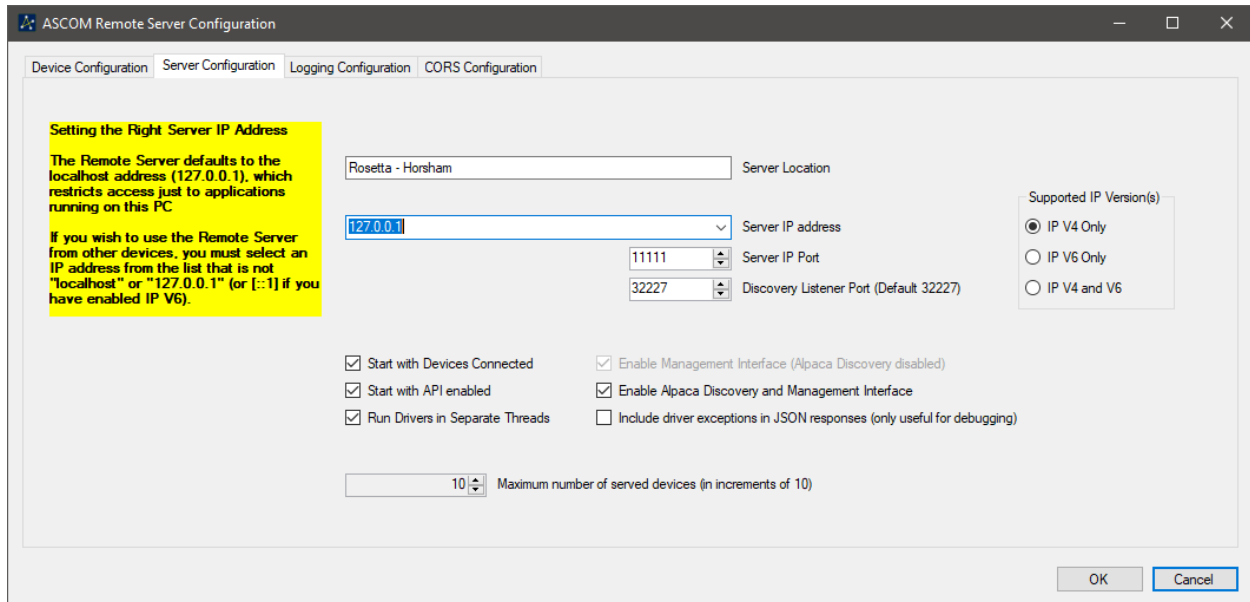 ASCOM Remote Server Configuration
Device Configuration
Server Configuration
Logging Configuration
CORS Configuration
Setting the Right Server IP Address
The Remote Server defaults to the
localhost address (127.0.0.1), which
restricts access just to applications
running on this PC
If you wish to use the Remote Server
from other devices, you must select an
IP address from the list that is not
"localhost" or "127.0.0.1" (or [::1] if you
have enabled IP V6).
Rosetta - Horsham
Server Location
127.0.0.1
Server IP address
11111
Server IP Port
32227
Discovery Listener Port (Default 32227)
Supported IP Version(s)
IP V4 Only
IP V6 Only
IP V4 and V6
Start with Devices Connected
Enable Management Interface (Alpaca Discovery disabled)
Start with API enabled
Enable Alpaca Discovery and Management Interface
Run Drivers in Separate Threads
Include driver exceptions in JSON responses (only useful for debugging)
10
Maximum number of served devices (in increments of 10)
OK
Cancel